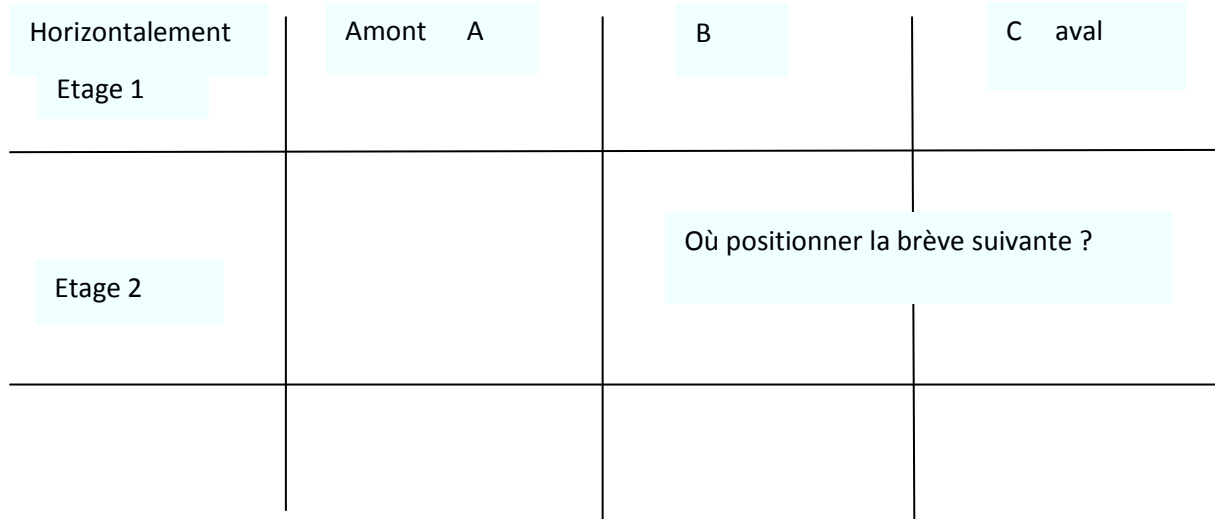 Horizontalement
Amont A
B
C aval
Etage 1
Où positionner la brève suivante ?
Etage 2